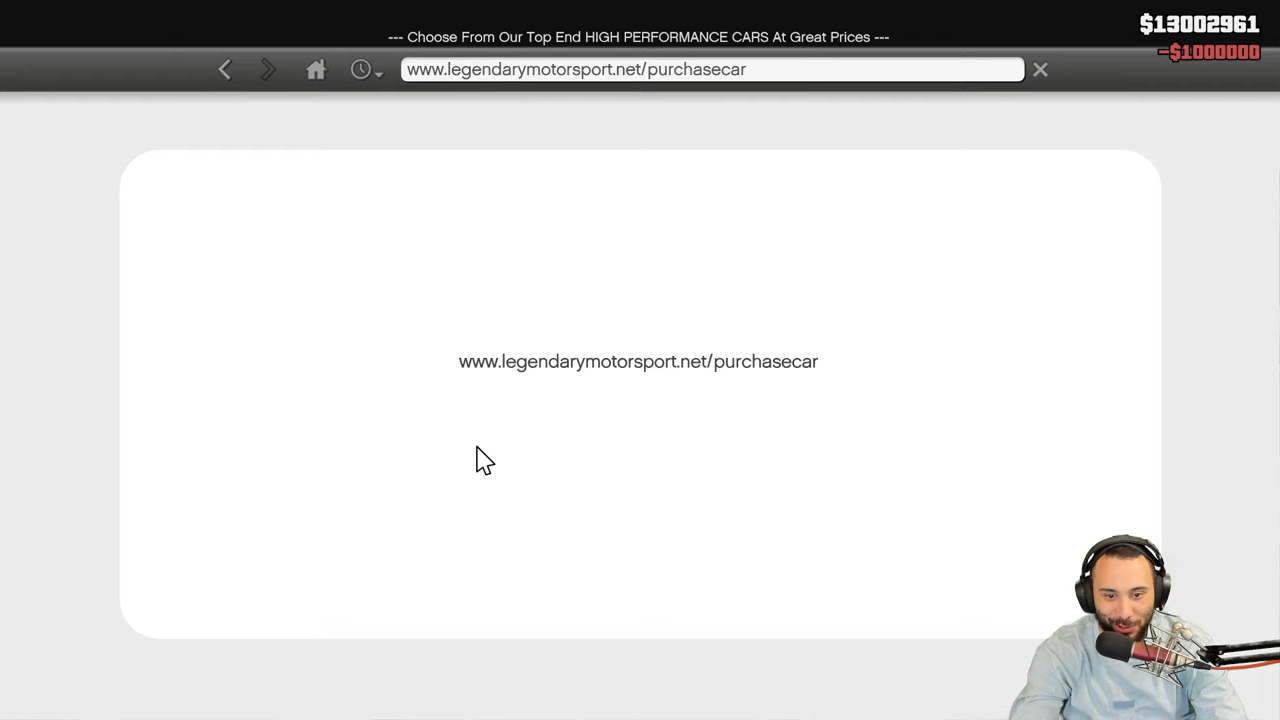 $13002961
--- Choose From Our Top End HIGH PERFORMANCE CARS At Great Prices ---
-$1000000
www.legendarymotorsport.net/purchasecar
www.legendarymotorsport.net/purchasecar